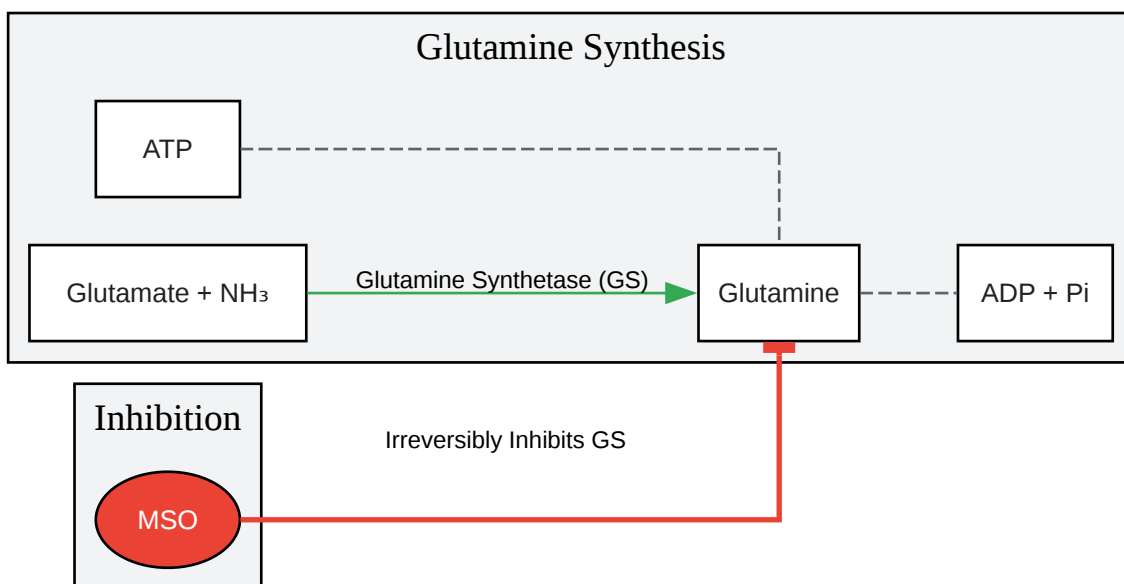 Glutamine Synthesis
ATP
Glutamate + NH₃
Glutamine Synthetase (GS)
Glutamine
ADP + Pi
Inhibition
Irreversibly Inhibits GS
MSO